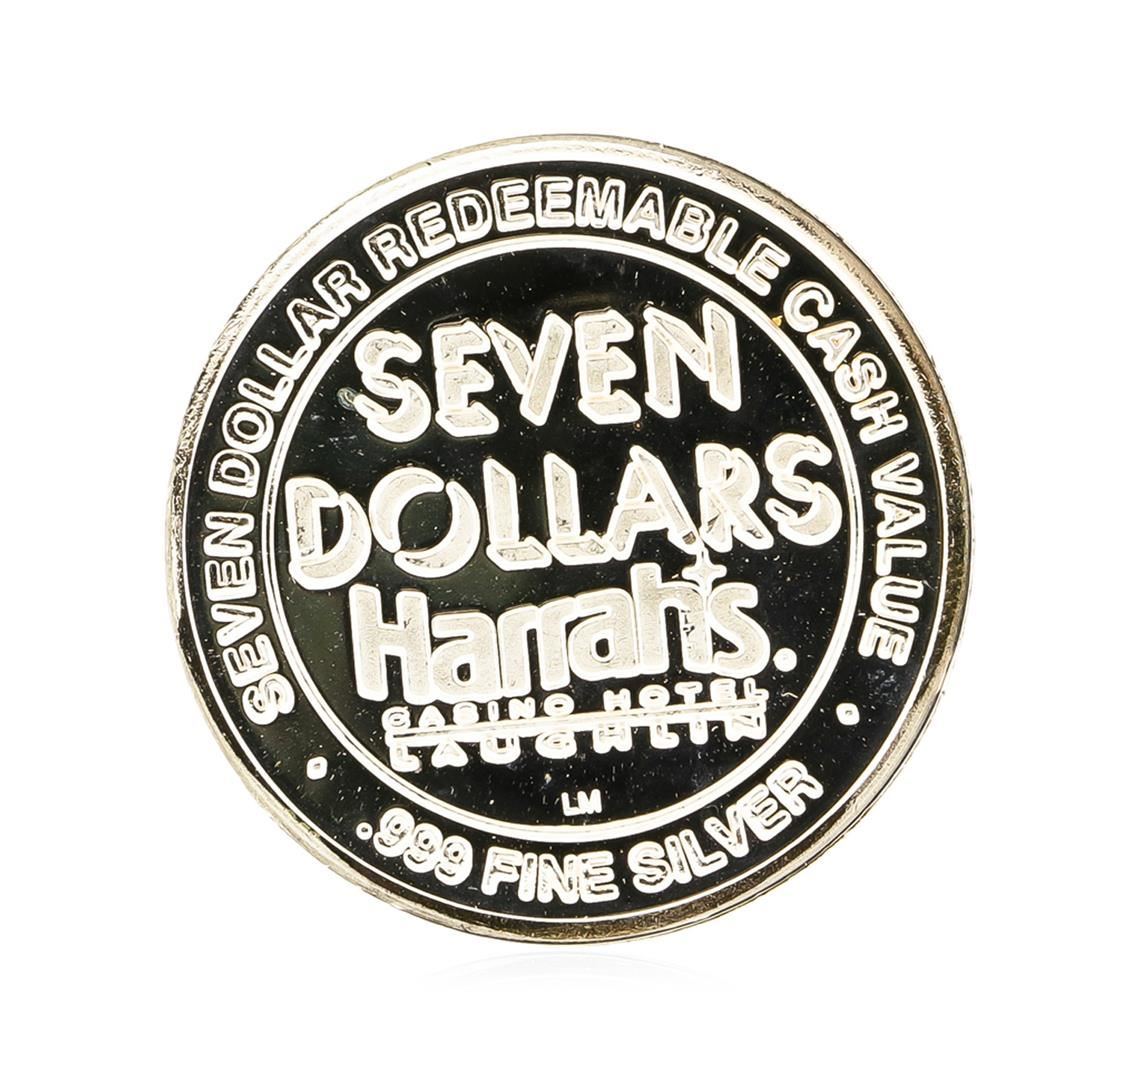 SEVEN DOLLAR REDEEMABLE CASH VALUE
SEVEN
DOLLARS
Harrah's
CASINO HOTEL
LAUGHLIN
LM
.999 FINE SILVER